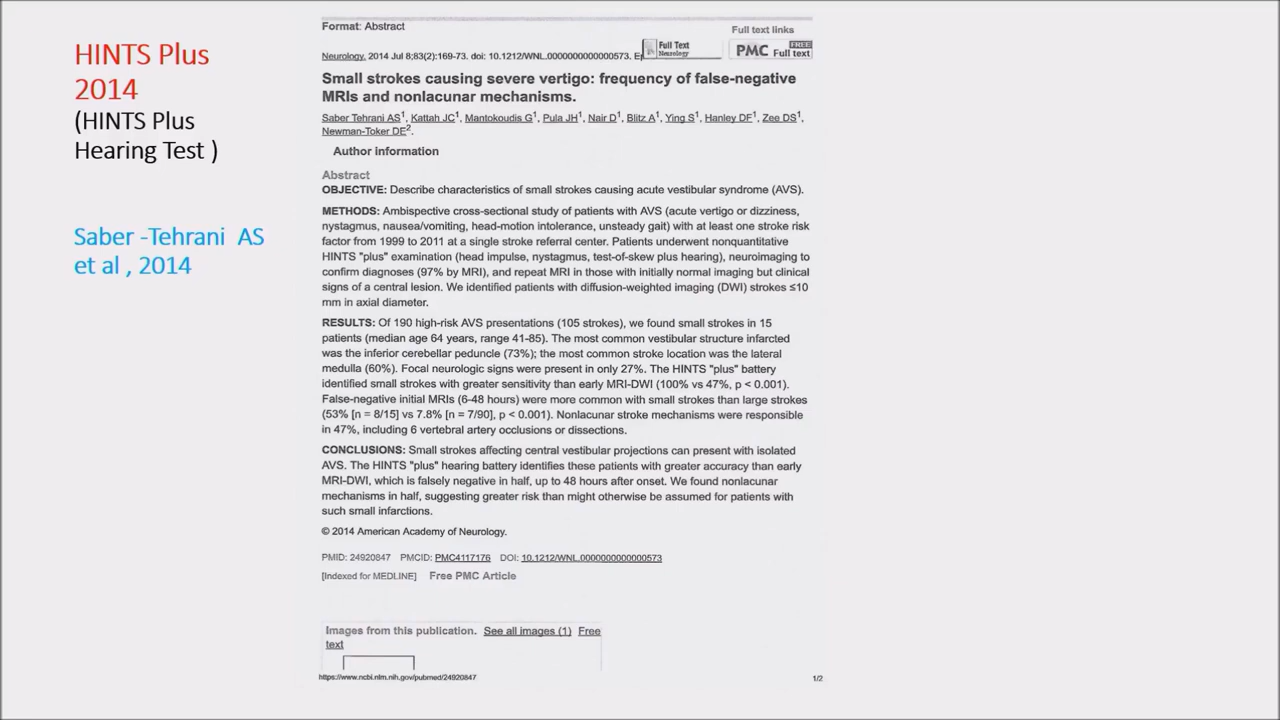 HINTS Plus
2014
(HINTS Plus
Hearing Test )
Saber -Tehrani  AS
et al , 2014
Format: Abstract
Full text links
Neurology. 2014 Jul 8;83(2):169-73. doi: 10.1212/WNL.0000000000000573. Ep
Full Text
Neurology
PMC FREE
Full text
Small strokes causing severe vertigo: frequency of false-negative
MRIs and nonlacunar mechanisms.
Saber Tehrani AS1, Kattah JC1, Mantokoudis G1, Pula JH1, Nair D1, Blitz A1, Ying S1, Hanley DF1, Zee DS1,
Newman-Toker DE2.
Author information
Abstract
OBJECTIVE: Describe characteristics of small strokes causing acute vestibular syndrome (AVS).
METHODS: Ambispective cross-sectional study of patients with AVS (acute vertigo or dizziness,
nystagmus, nausea/vomiting, head-motion intolerance, unsteady gait) with at least one stroke risk
factor from 1999 to 2011 at a single stroke referral center. Patients underwent nonquantitative
HINTS "plus" examination (head impulse, nystagmus, test-of-skew plus hearing), neuroimaging to
confirm diagnoses (97% by MRI), and repeat MRI in those with initially normal imaging but clinical
signs of a central lesion. We identified patients with diffusion-weighted imaging (DWI) strokes ≤10
mm in axial diameter.
RESULTS: Of 190 high-risk AVS presentations (105 strokes), we found small strokes in 15
patients (median age 64 years, range 41-85). The most common vestibular structure infarcted
was the inferior cerebellar peduncle (73%); the most common stroke location was the lateral
medulla (60%). Focal neurologic signs were present in only 27%. The HINTS "plus" battery
identified small strokes with greater sensitivity than early MRI-DWI (100% vs 47%, p < 0.001).
False-negative initial MRIs (6-48 hours) were more common with small strokes than large strokes
(53% [n = 8/15] vs 7.8% [n = 7/90], p < 0.001). Nonlacunar stroke mechanisms were responsible
in 47%, including 6 vertebral artery occlusions or dissections.
CONCLUSIONS: Small strokes affecting central vestibular projections can present with isolated
AVS. The HINTS "plus" hearing battery identifies these patients with greater accuracy than early
MRI-DWI, which is falsely negative in half, up to 48 hours after onset. We found nonlacunar
mechanisms in half, suggesting greater risk than might otherwise be assumed for patients with
such small infarctions.
© 2014 American Academy of Neurology.
PMID: 24920847 PMCID: PMC4117176 DOI: 10.1212/WNL.0000000000000573
[Indexed for MEDLINE] Free PMC Article
Images from this publication. See all images (1) Free
text
https://www.ncbi.nlm.nih.gov/pubmed/24920847
1/2